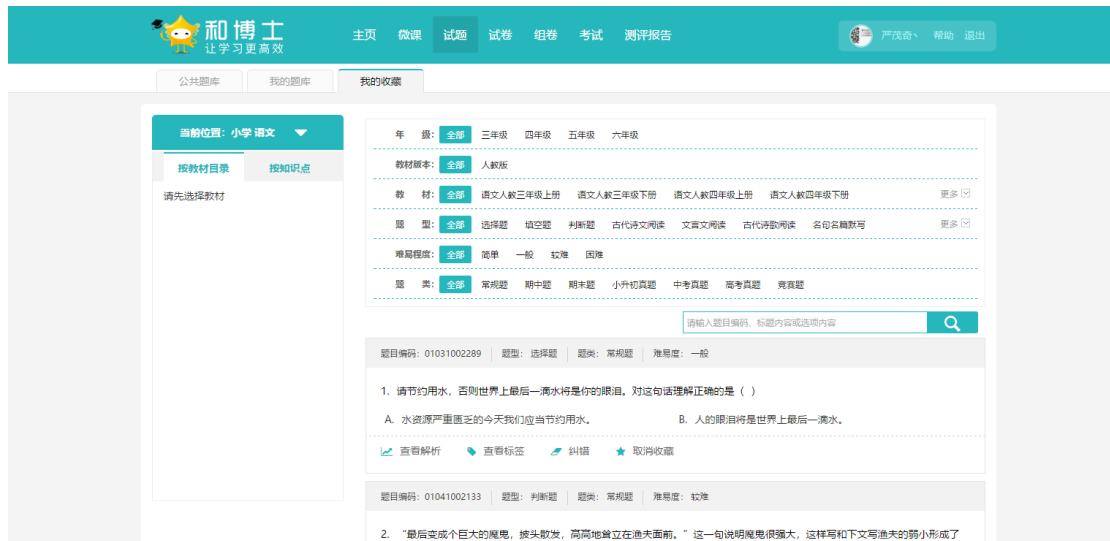 和博士
让学习更高效
主页 微课 试题 试卷 组卷 考试 测评报告
严茂奇 帮助 退出
公共题库 我的题库 我的收藏
当前位置：小学 语文
按教材目录 按知识点
请先选择教材
年 级： 全部 三年级 四年级 五年级 六年级
教材版本： 全部 人教版
教 材： 全部 语文人教三年级上册 语文人教三年级下册 语文人教四年级上册 语文人教四年级下册 更多
题 型： 全部 选择题 填空题 判断题 古代诗文阅读 文言文阅读 古代诗歌阅读 名句名篇默写 更多
难易程度： 全部 简单 一般 较难 困难
题 类： 全部 常规题 期中题 期末题 小升初真题 中考真题 高考真题 竞赛题
请输入题目编码、标题内容或选项内容
题目编码：01031002289 题型：选择题 题类：常规题 难易度：一般
1. 请节约用水，否则世界上最后一滴水将是你的眼泪。对这句话理解正确的是（ ）
A. 水资源严重匮乏的今天我们应当节约用水。 B. 人的眼泪将是世界上最后一滴水。
查看解析 查看标签 纠错 取消收藏
题目编码：01041002133 题型：判断题 题类：常规题 难易度：较难
2. “最后变成个巨大的魔鬼，披头散发，高高地耸立在渔夫面前。”这一句说明魔鬼很强大，这样写和下文写渔夫的弱小形成了